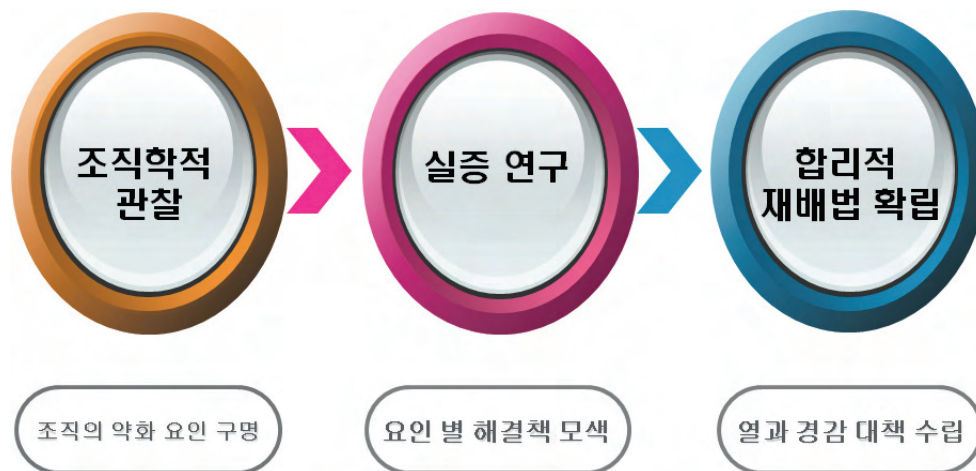 조직학적
관찰
실증 연구
합리적
재배법 확립
조직의 약화 요인 구명
요인 별 해결책 모색
열과 경감 대책 수립